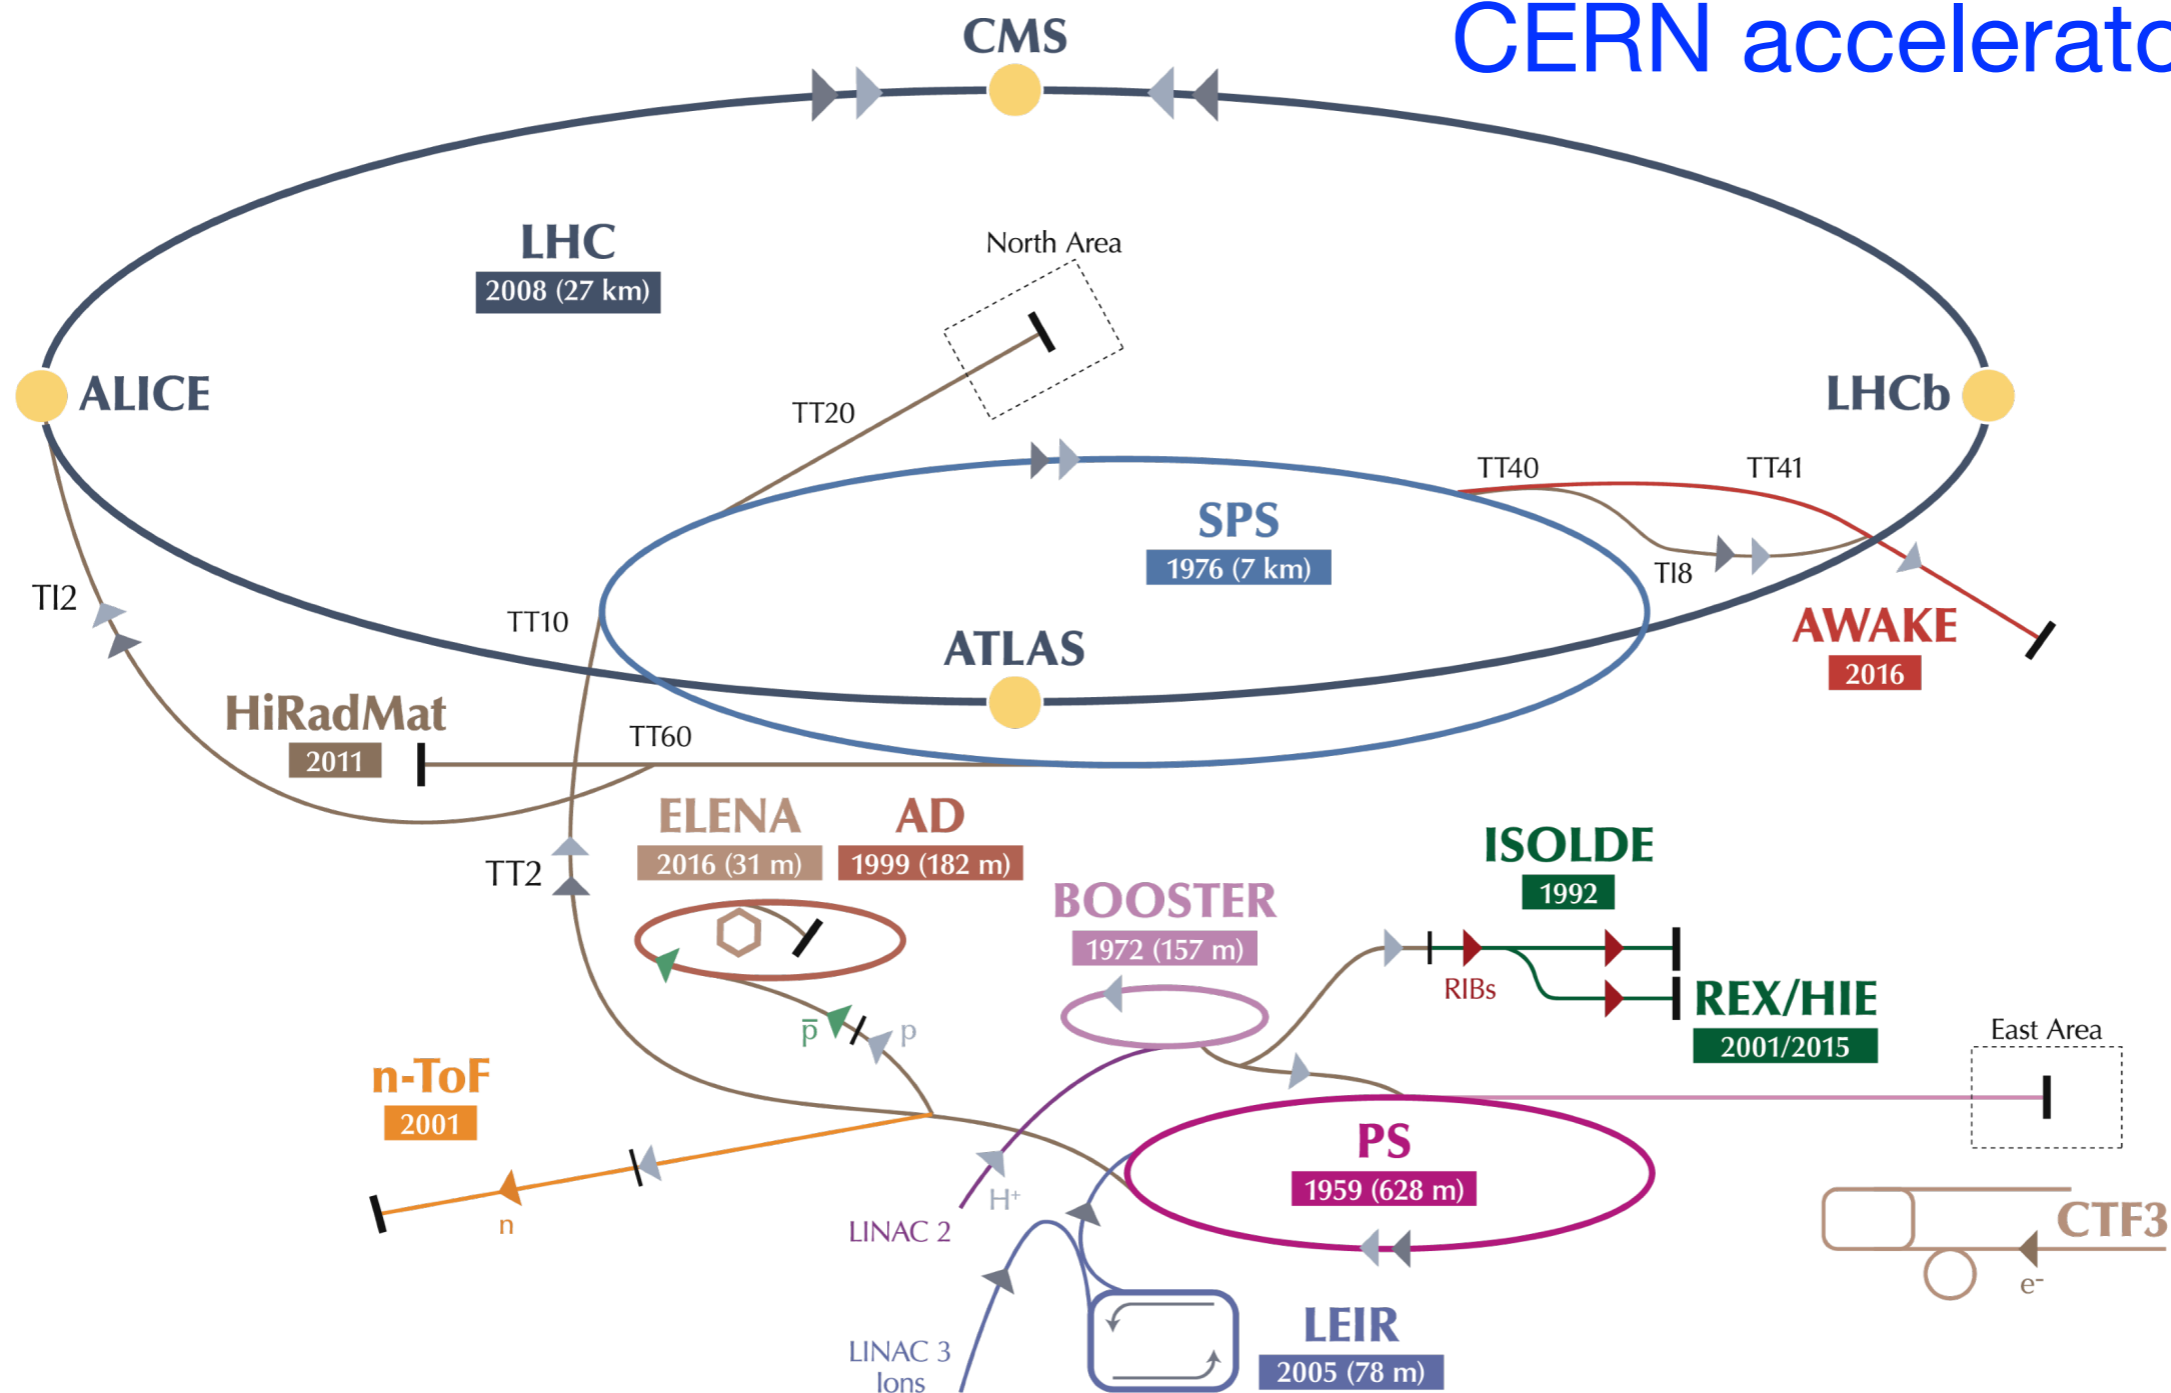 CERN accelerato
CMS
LHC
2008 (27 km)
North Area
ALICE
LHCb
TT20
TT40
TT41
SPS
1976 (7 km)
TI8
TI2
TT10
ATLAS
AWAKE
2016
HiRadMat
2011
TT60
ELENA
2016 (31 m)
AD
1999 (182 m)
TT2
ISOLDE
1992
BOOSTER
1972 (157 m)
RIBs
REX/HIE
2001/2015
East Area
p̅
p
n-ToF
2001
n
PS
1959 (628 m)
H⁺
LINAC 2
CTF3
e⁻
LEIR
2005 (78 m)
LINAC 3
Ions